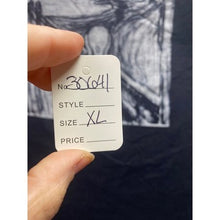 No. 30641
STYLE
SIZE XL
PRICE